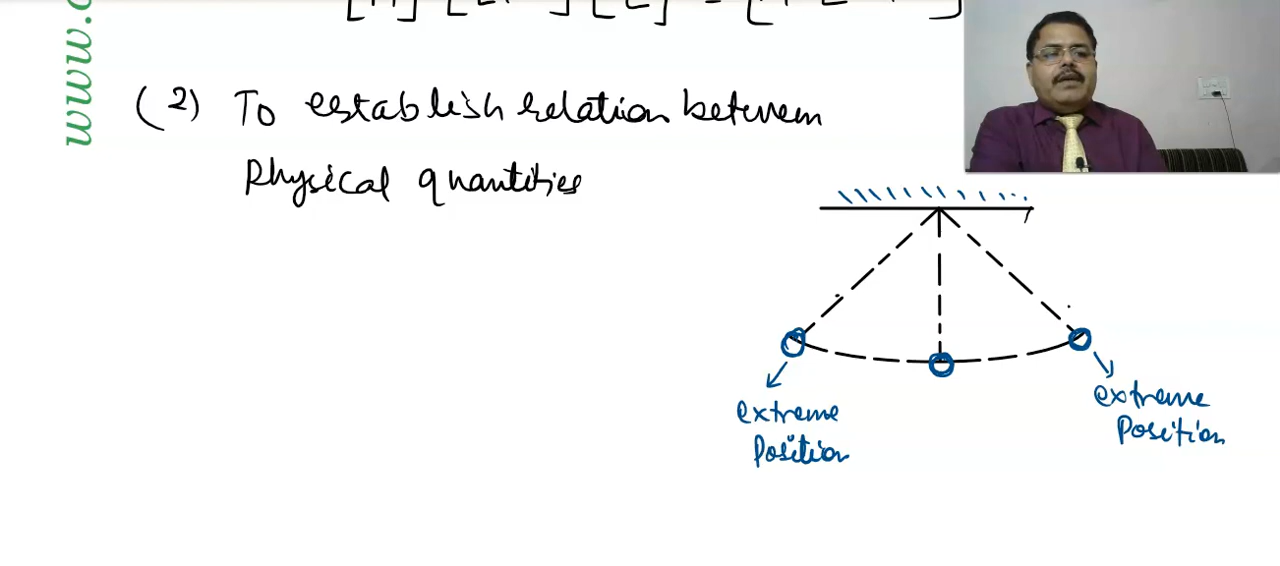 www.
(2) To establish relation between
Physical quantities
extreme
Position
extreme
Position